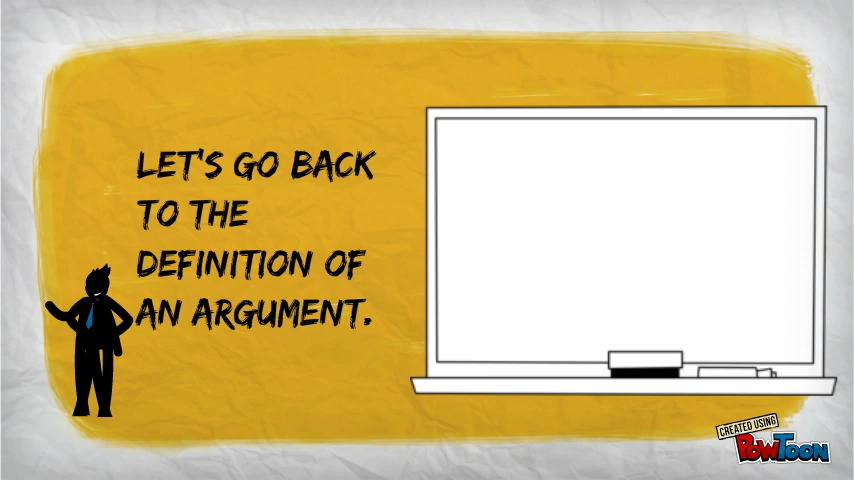 LET'S GO BACK
TO THE
DEFINITION OF
AN ARGUMENT.
CREATED USING
POWTOON